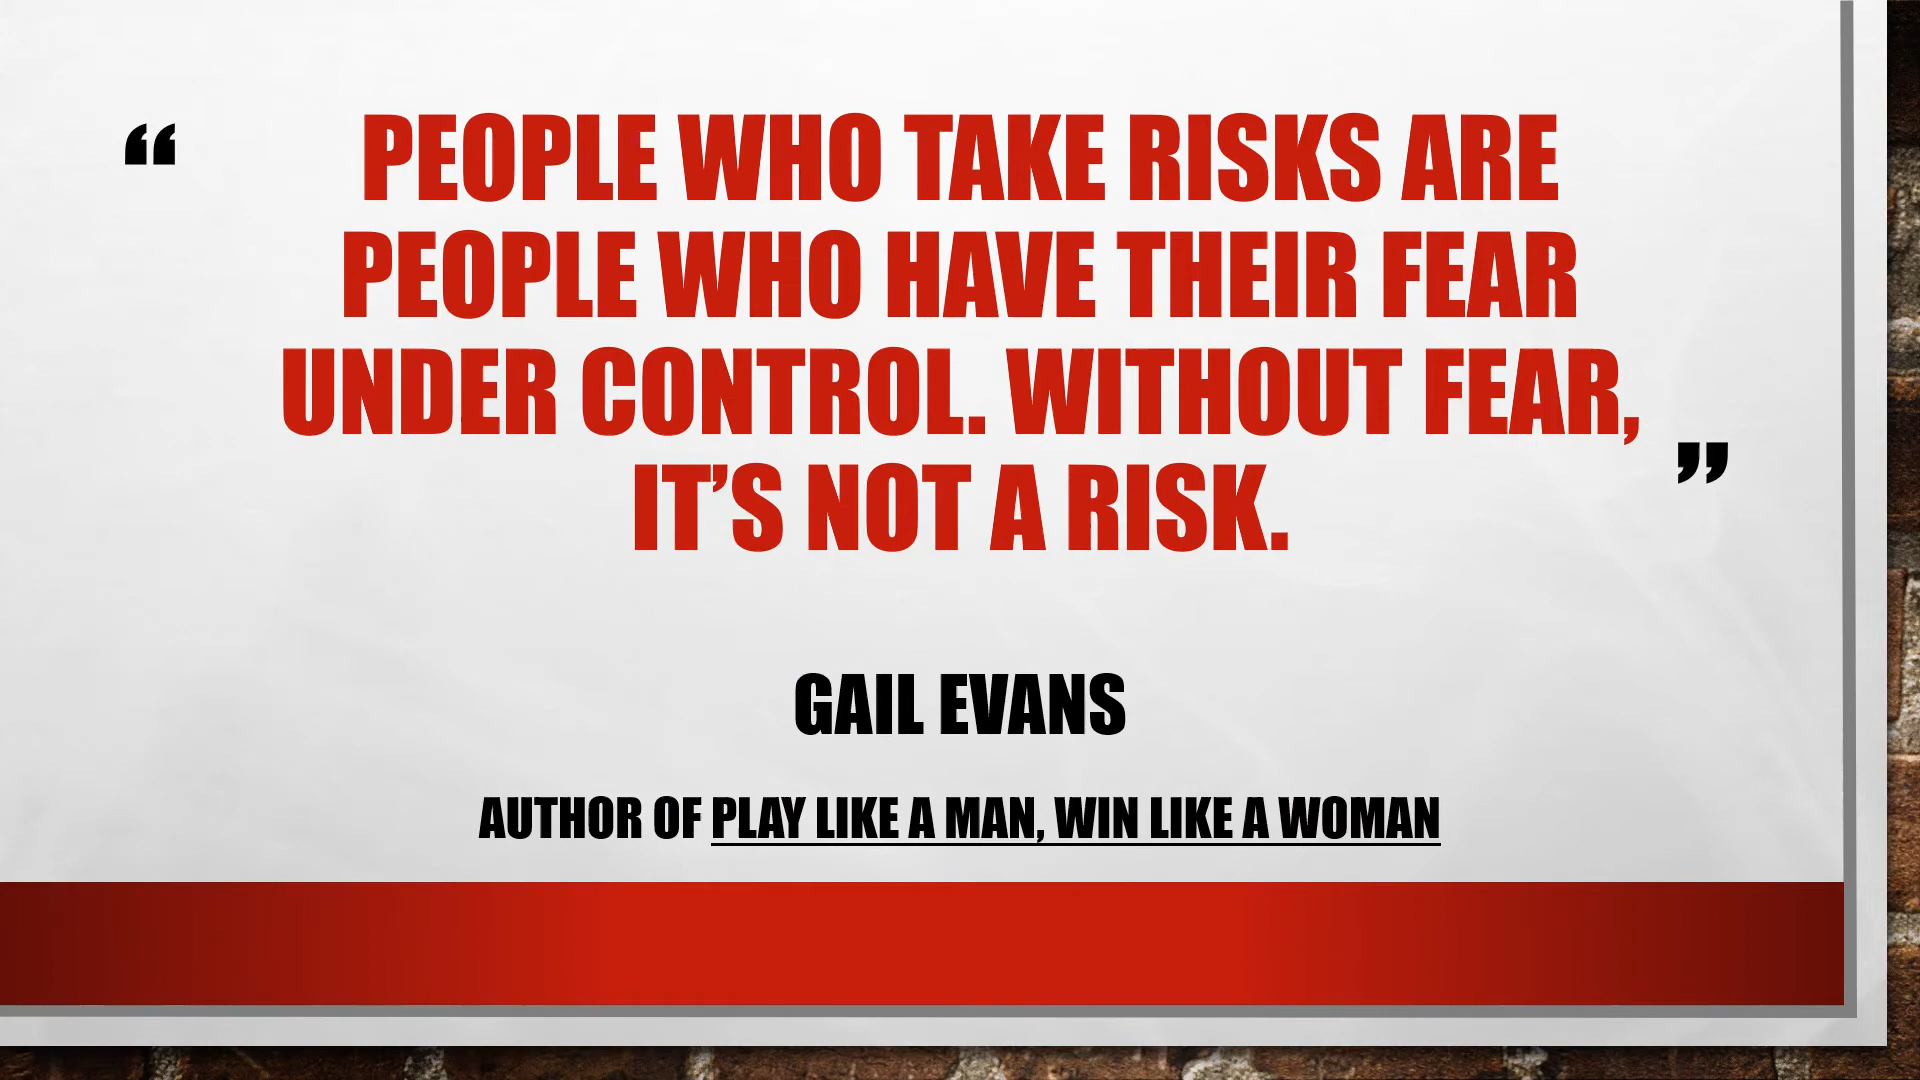 “ PEOPLE WHO TAKE RISKS ARE
PEOPLE WHO HAVE THEIR FEAR
UNDER CONTROL. WITHOUT FEAR,
IT’S NOT A RISK. ”
GAIL EVANS
AUTHOR OF PLAY LIKE A MAN, WIN LIKE A WOMAN